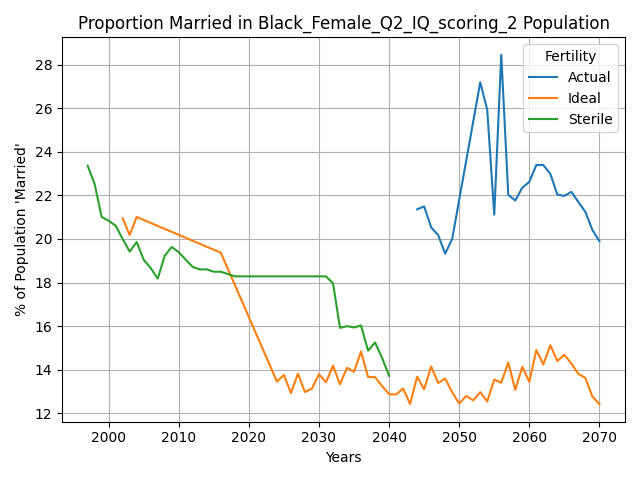 Proportion Married in Black_Female_Q2_IQ_scoring_2 Population
% of Population 'Married'
28
26
24
22
20
18
16
14
12
Fertility
Actual
Ideal
Sterile
2000 2010 2020 2030 2040 2050 2060 2070
Years